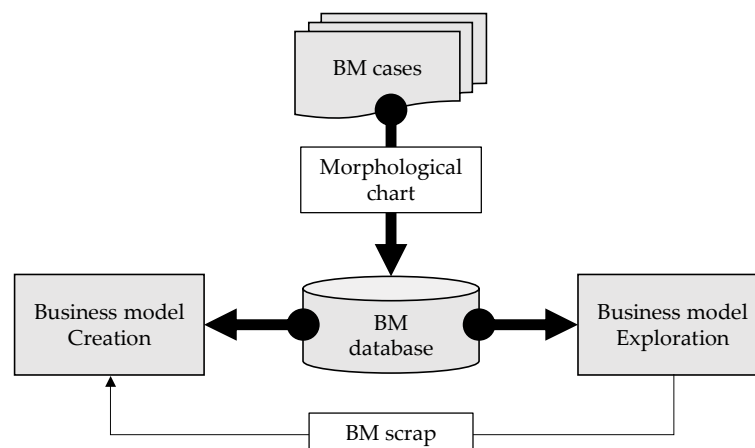 BM cases
Morphological
chart
Business model
Creation
BM
database
Business model
Exploration
BM scrap